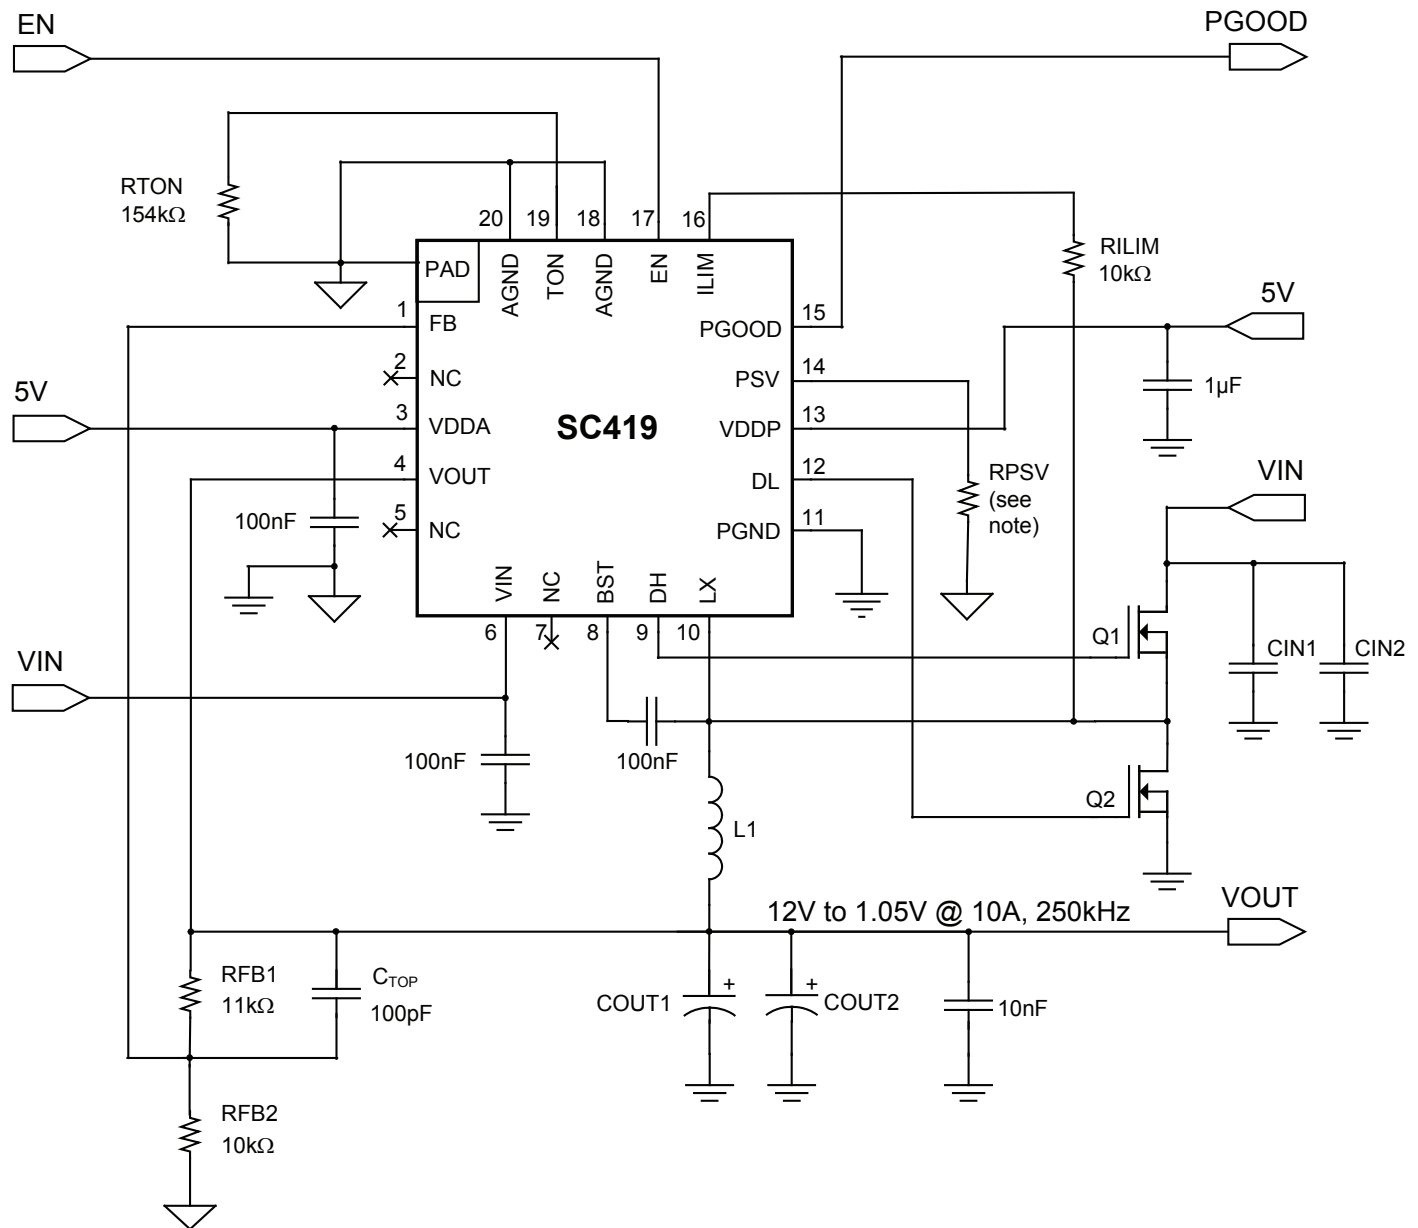 EN
PGOOD
RTON
154kΩ
20
19
18
17
16
RILIM
10kΩ
PAD
AGND
TON
AGND
EN
ILIM
5V
1
FB
PGOOD
15
2
NC
PSV
14
1µF
5V
3
VDDA
SC419
VDDP
13
4
VOUT
DL
12
RPSV
(see
note)
VIN
100nF
5
NC
PGND
11
VIN
NC
BST
DH
LX
6
7
8
9
10
Q1
CIN1
CIN2
VIN
100nF
100nF
Q2
L1
12V to 1.05V @ 10A, 250kHz
VOUT
RFB1
11kΩ
CTOP
100pF
COUT1
+
+
COUT2
10nF
RFB2
10kΩ